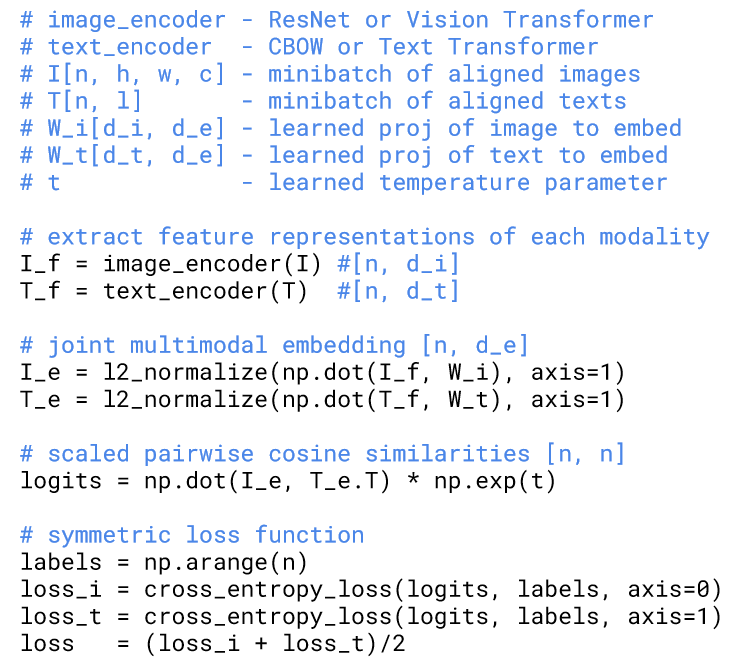 # image_encoder - ResNet or Vision Transformer
# text_encoder  - CBOW or Text Transformer
# I[n, h, w, c] - minibatch of aligned images
# T[n, l]       - minibatch of aligned texts
# W_i[d_i, d_e] - learned proj of image to embed
# W_t[d_t, d_e] - learned proj of text to embed
# t             - learned temperature parameter
# extract feature representations of each modality
I_f = image_encoder(I) #[n, d_i]
T_f = text_encoder(T)  #[n, d_t]
# joint multimodal embedding [n, d_e]
I_e = l2_normalize(np.dot(I_f, W_i), axis=1)
T_e = l2_normalize(np.dot(T_f, W_t), axis=1)
# scaled pairwise cosine similarities [n, n]
logits = np.dot(I_e, T_e.T) * np.exp(t)
# symmetric loss function
labels = np.arange(n)
loss_i = cross_entropy_loss(logits, labels, axis=0)
loss_t = cross_entropy_loss(logits, labels, axis=1)
loss   = (loss_i + loss_t)/2